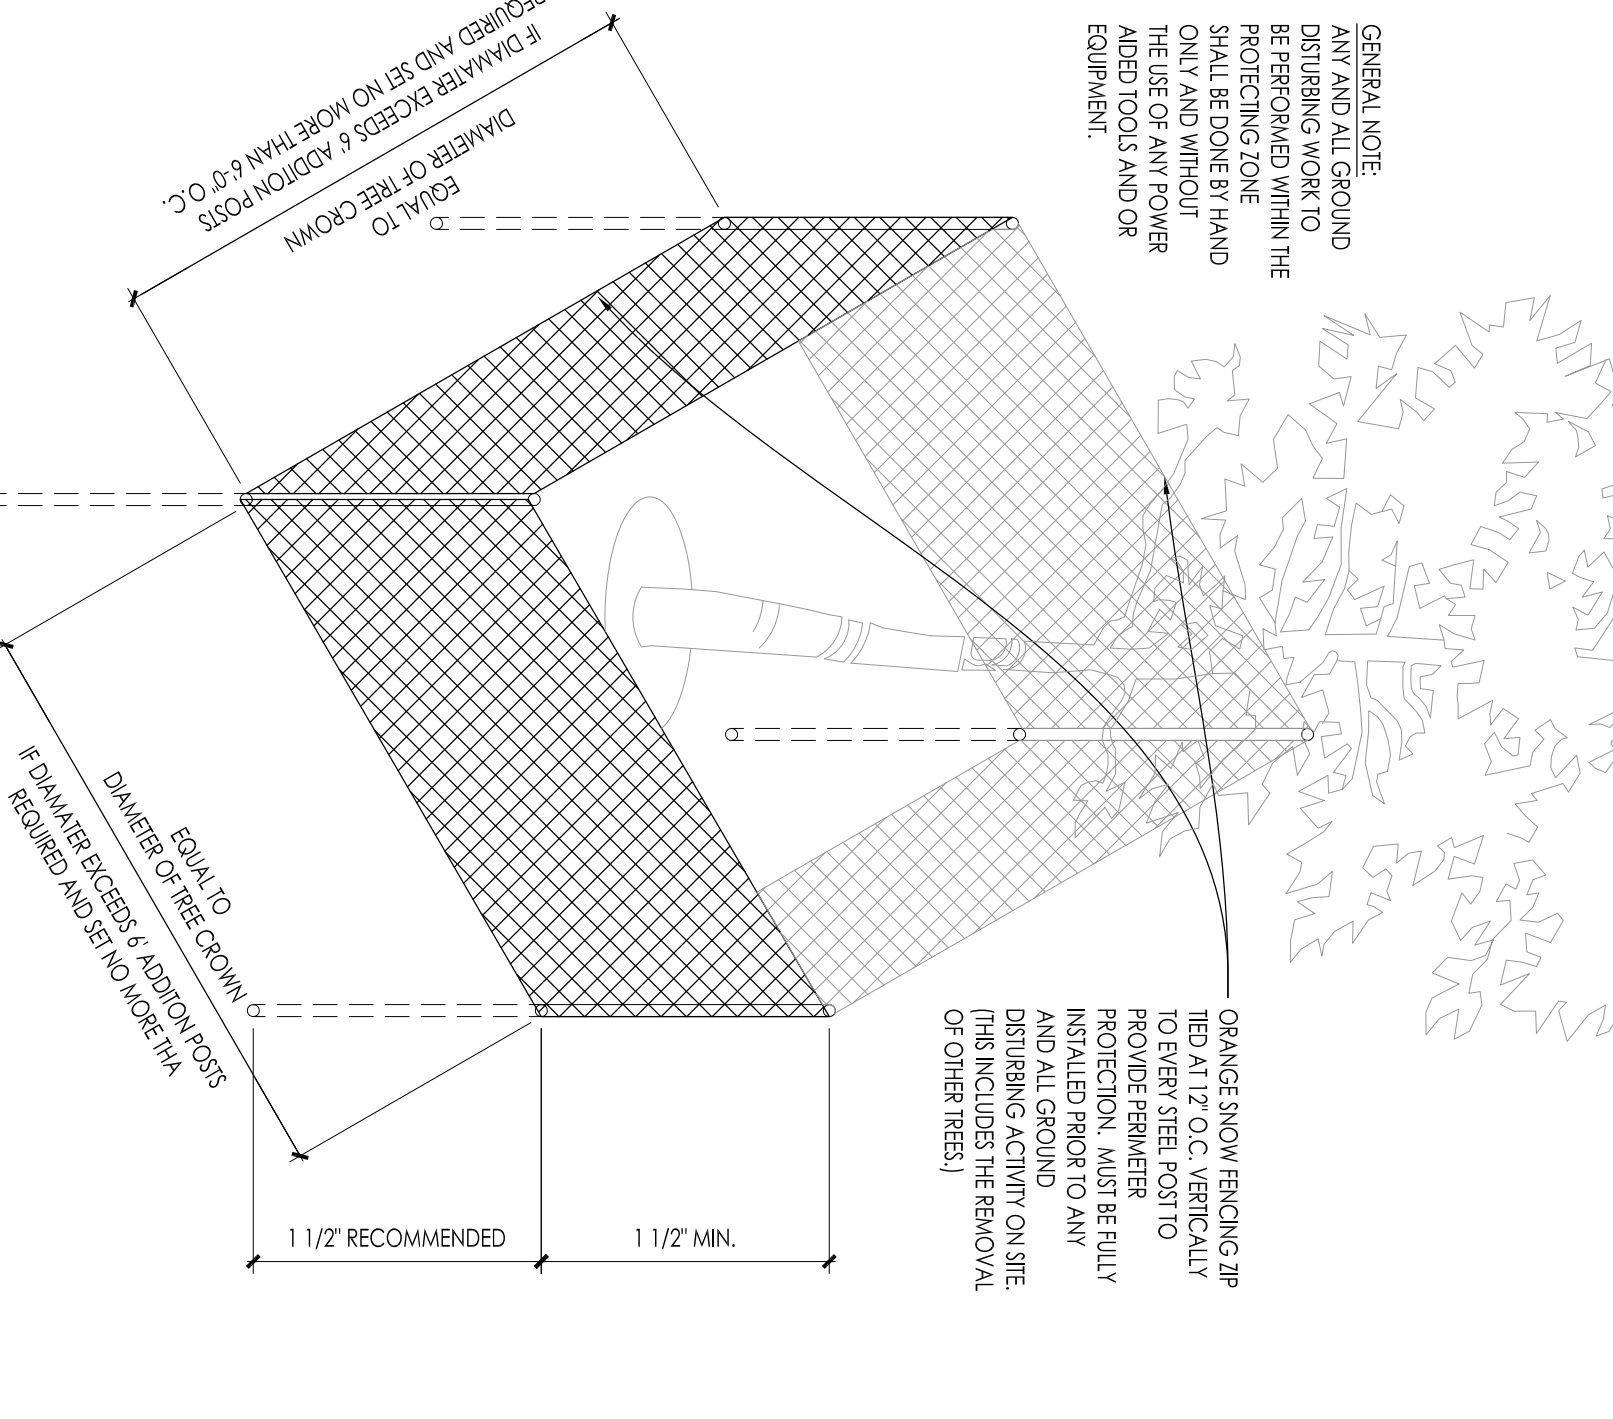 GENERAL NOTE:
ANY AND ALL GROUND
DISTURBING WORK TO
BE PERFORMED WITHIN THE
PROTECTING ZONE
SHALL BE DONE BY HAND
ONLY AND WITHOUT
THE USE OF ANY POWER
AIDED TOOLS AND OR
EQUIPMENT.
ORANGE SNOW FENCING ZIP
TIED AT 12" O.C. VERTICALLY
TO EVERY STEEL POST TO
PROVIDE PERIMETER
PROTECTION. MUST BE FULLY
INSTALLED PRIOR TO ANY
AND ALL GROUND
DISTURBING ACTIVITY ON SITE.
(THIS INCLUDES THE REMOVAL
OF OTHER TREES.)
1 1/2" MIN.
1 1/2" RECOMMENDED
EQUAL TO
DIAMETER OF TREE CROWN
IF DIAMATER EXCEEDS 6' ADDITON POSTS
REQUIRED AND SET NO MORE THAN 6'-0" O.C.
EQUAL TO
DIAMETER OF TREE CROWN
IF DIAMATER EXCEEDS 6' ADDITON POSTS
REQUIRED AND SET NO MORE THA